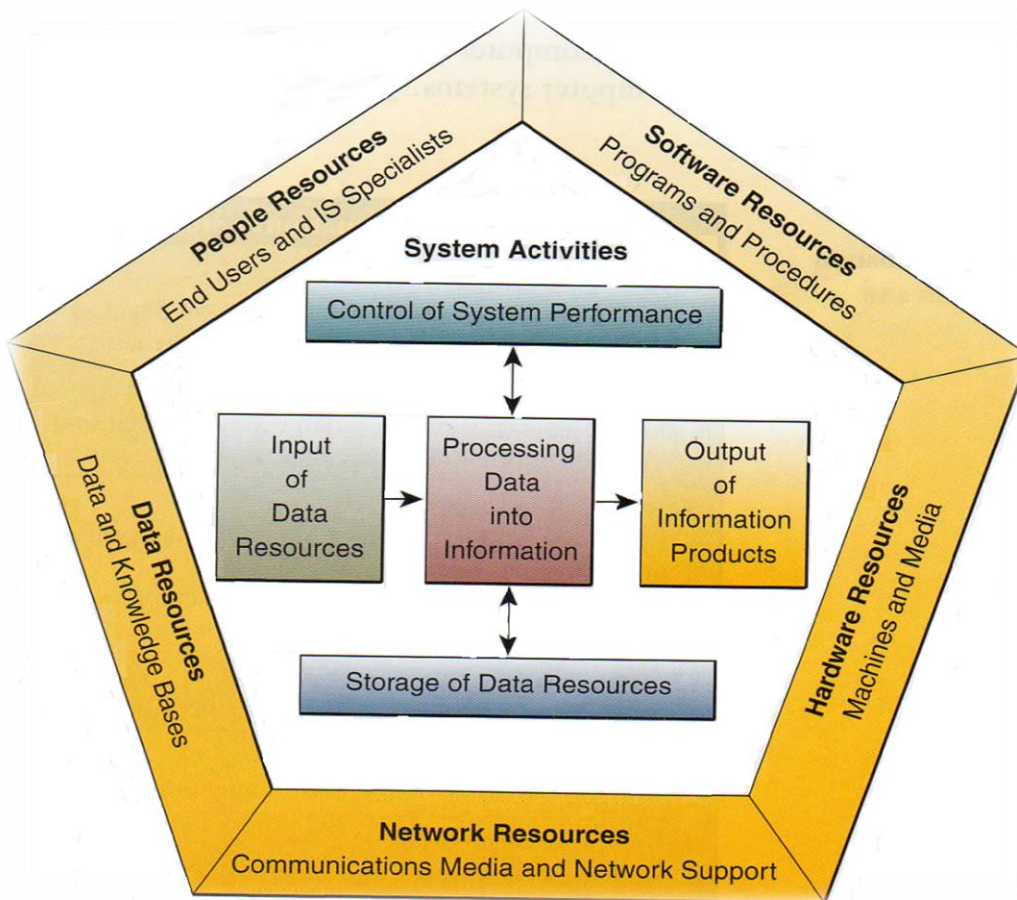 People Resources
End Users and IS Specialists
Software Resources
Programs and Procedures
System Activities
Control of System Performance
Input
of
Data
Resources
Processing
Data
into
Information
Output
of
Information
Products
Storage of Data Resources
Data Resources
Data and Knowledge Bases
Hardware Resources
Machines and Media
Network Resources
Communications Media and Network Support